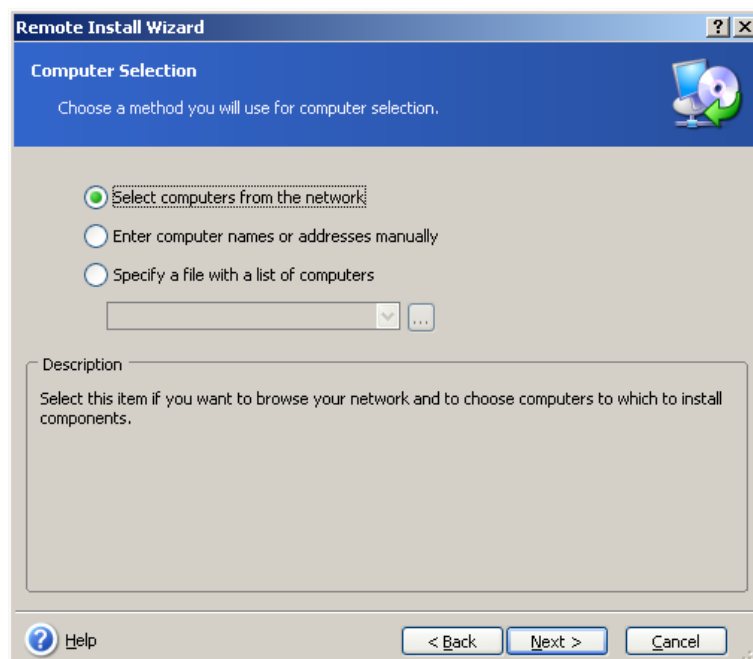 Remote Install Wizard
Computer Selection
Choose a method you will use for computer selection.
Select computers from the network
Enter computer names or addresses manually
Specify a file with a list of computers
...
Description
Select this item if you want to browse your network and to choose computers to which to install
components.
Help
< Back
Next >
Cancel